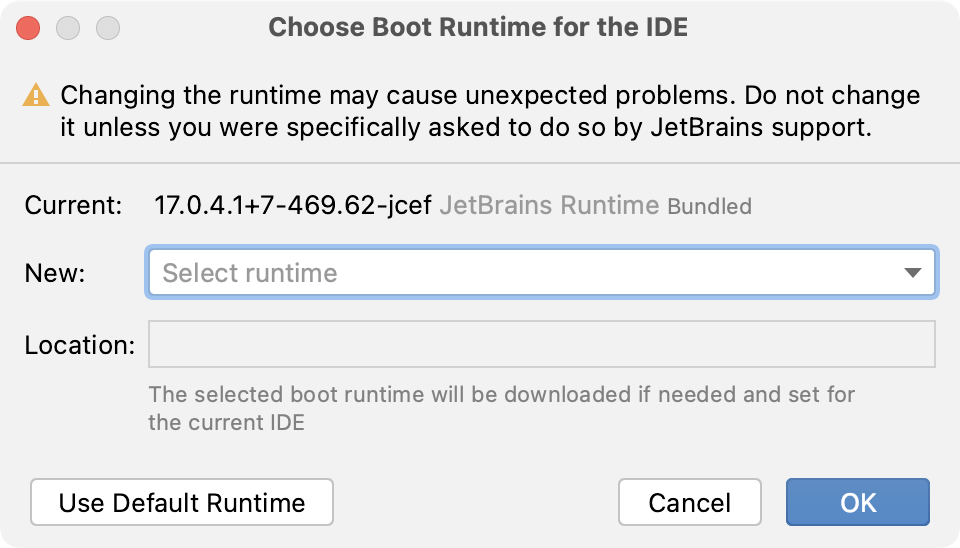 Choose Boot Runtime for the IDE
Changing the runtime may cause unexpected problems. Do not change
it unless you were specifically asked to do so by JetBrains support.
Current: 17.0.4.1+7-469.62-jcef JetBrains Runtime Bundled
New: Select runtime
Location:
The selected boot runtime will be downloaded if needed and set for
the current IDE
Use Default Runtime Cancel OK